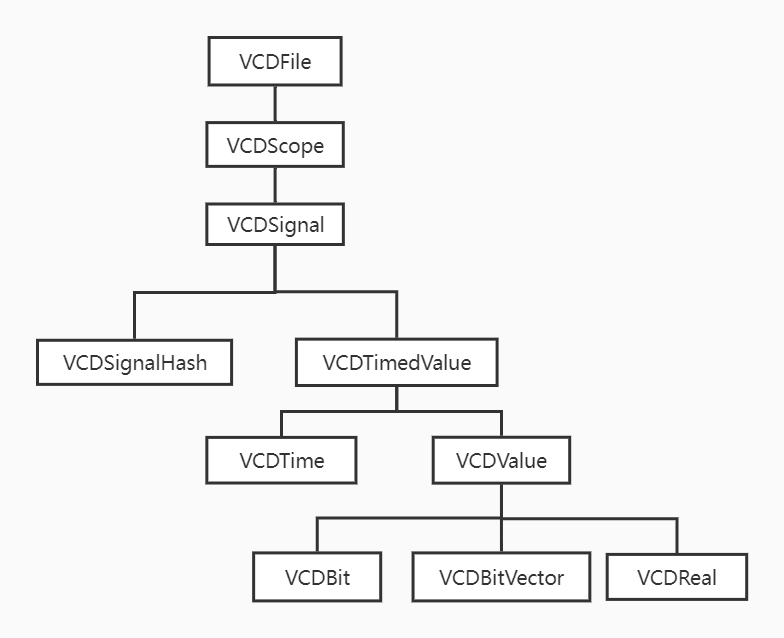 VCDFile
VCDScope
VCDSignal
VCDSignalHash
VCDTimedValue
VCDTime
VCDValue
VCDBit
VCDBitVector
VCDReal